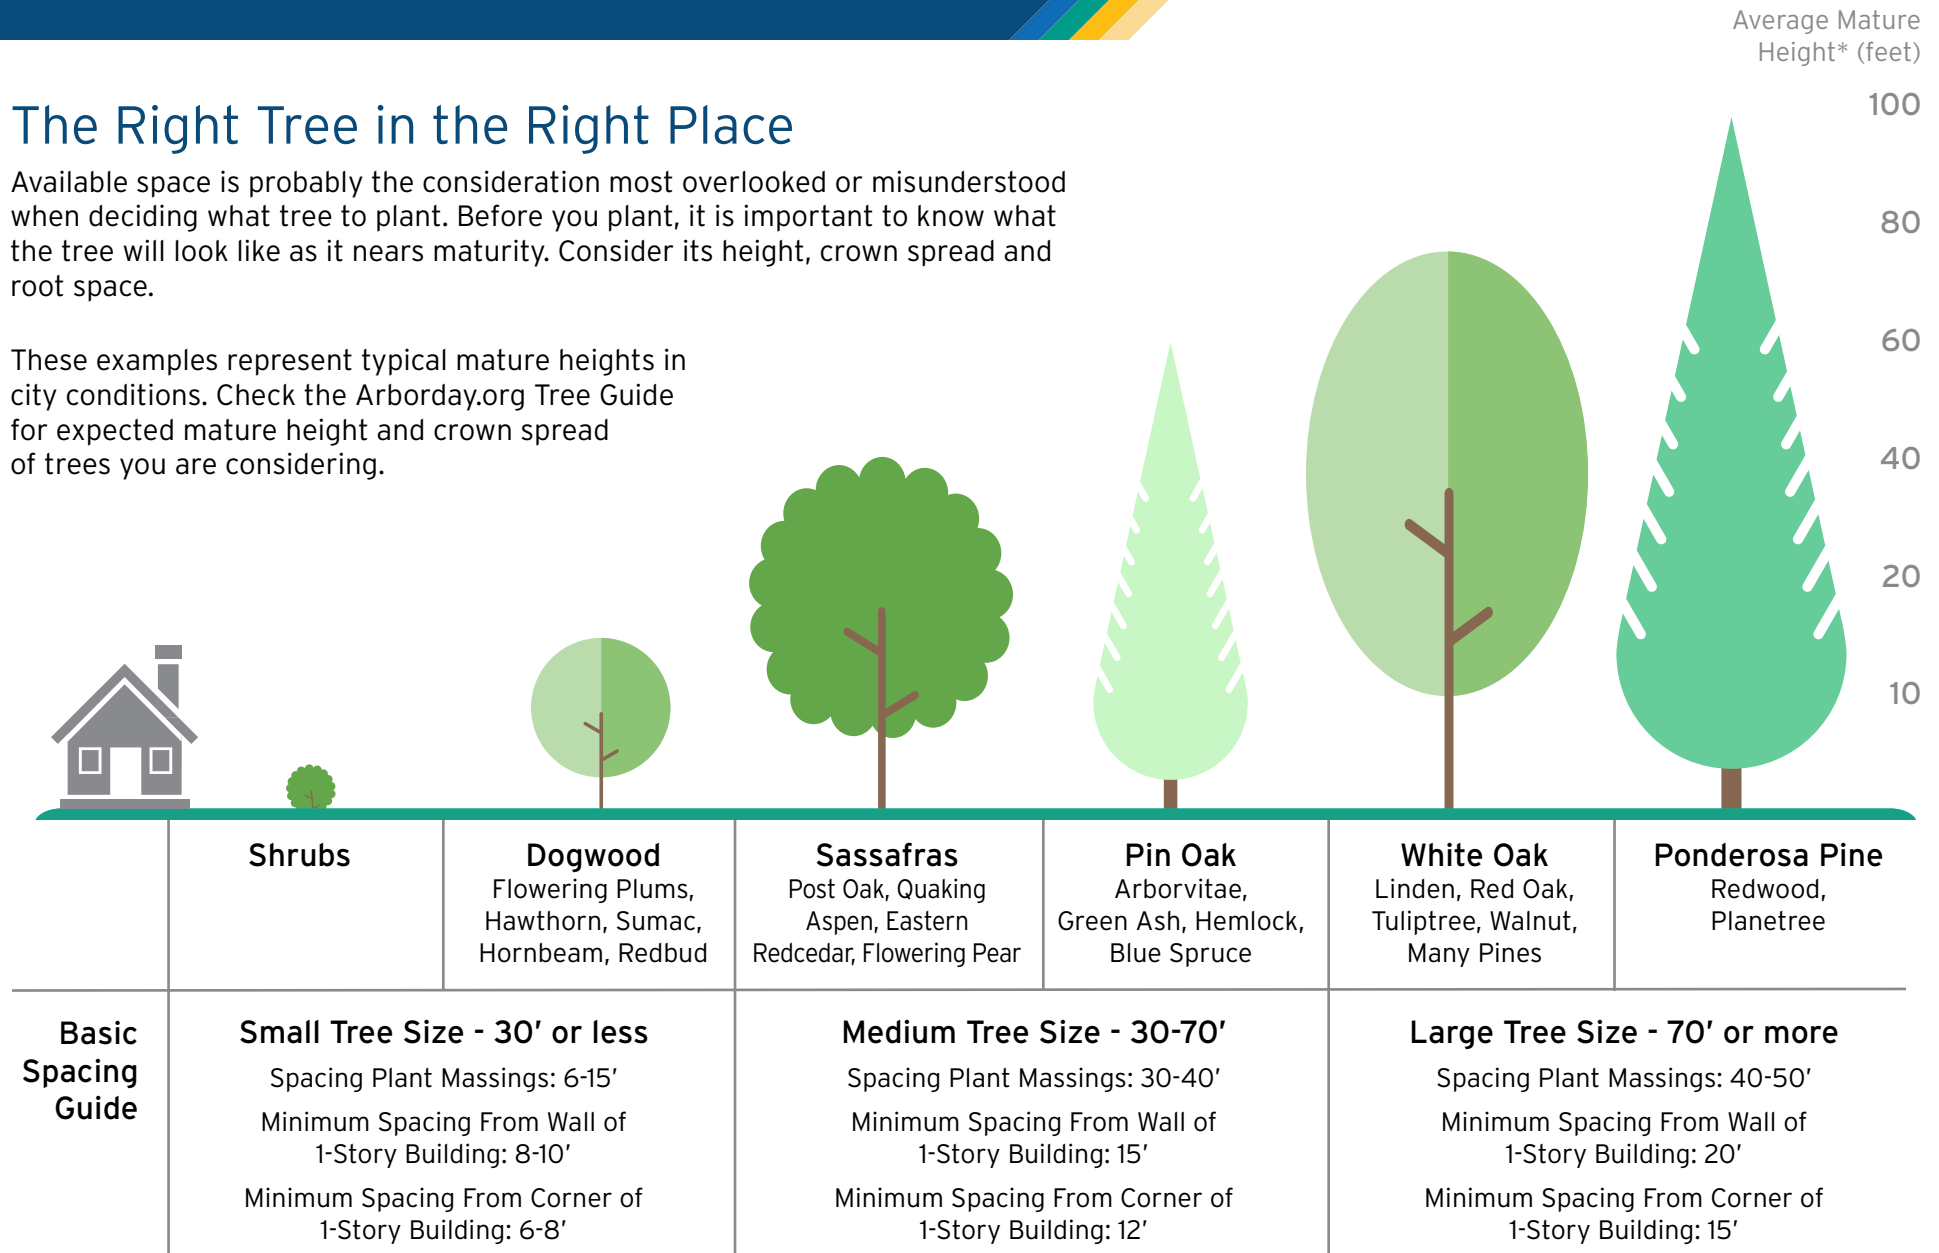 Average Mature
Height* (feet)
The Right Tree in the Right Place
Available space is probably the consideration most overlooked or misunderstood
when deciding what tree to plant. Before you plant, it is important to know what
the tree will look like as it nears maturity. Consider its height, crown spread and
root space.
These examples represent typical mature heights in
city conditions. Check the Arborday.org Tree Guide
for expected mature height and crown spread
of trees you are considering.
100
80
60
40
20
10
Shrubs
Dogwood
Flowering Plums,
Hawthorn, Sumac,
Hornbeam, Redbud
Sassafras
Post Oak, Quaking
Aspen, Eastern
Redcedar, Flowering Pear
Pin Oak
Arborvitae,
Green Ash, Hemlock,
Blue Spruce
White Oak
Linden, Red Oak,
Tuliptree, Walnut,
Many Pines
Ponderosa Pine
Redwood,
Planetree
Basic
Spacing
Guide
Small Tree Size - 30′ or less
Spacing Plant Massings: 6-15′
Minimum Spacing From Wall of
1-Story Building: 8-10′
Minimum Spacing From Corner of
1-Story Building: 6-8′
Medium Tree Size - 30-70′
Spacing Plant Massings: 30-40′
Minimum Spacing From Wall of
1-Story Building: 15′
Minimum Spacing From Corner of
1-Story Building: 12′
Large Tree Size - 70′ or more
Spacing Plant Massings: 40-50′
Minimum Spacing From Wall of
1-Story Building: 20′
Minimum Spacing From Corner of
1-Story Building: 15′